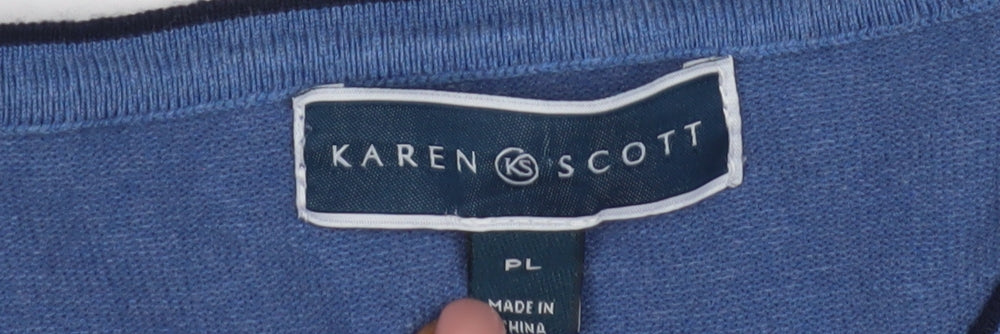 KAREN KS SCOTT
PL
MADE IN
CHINA